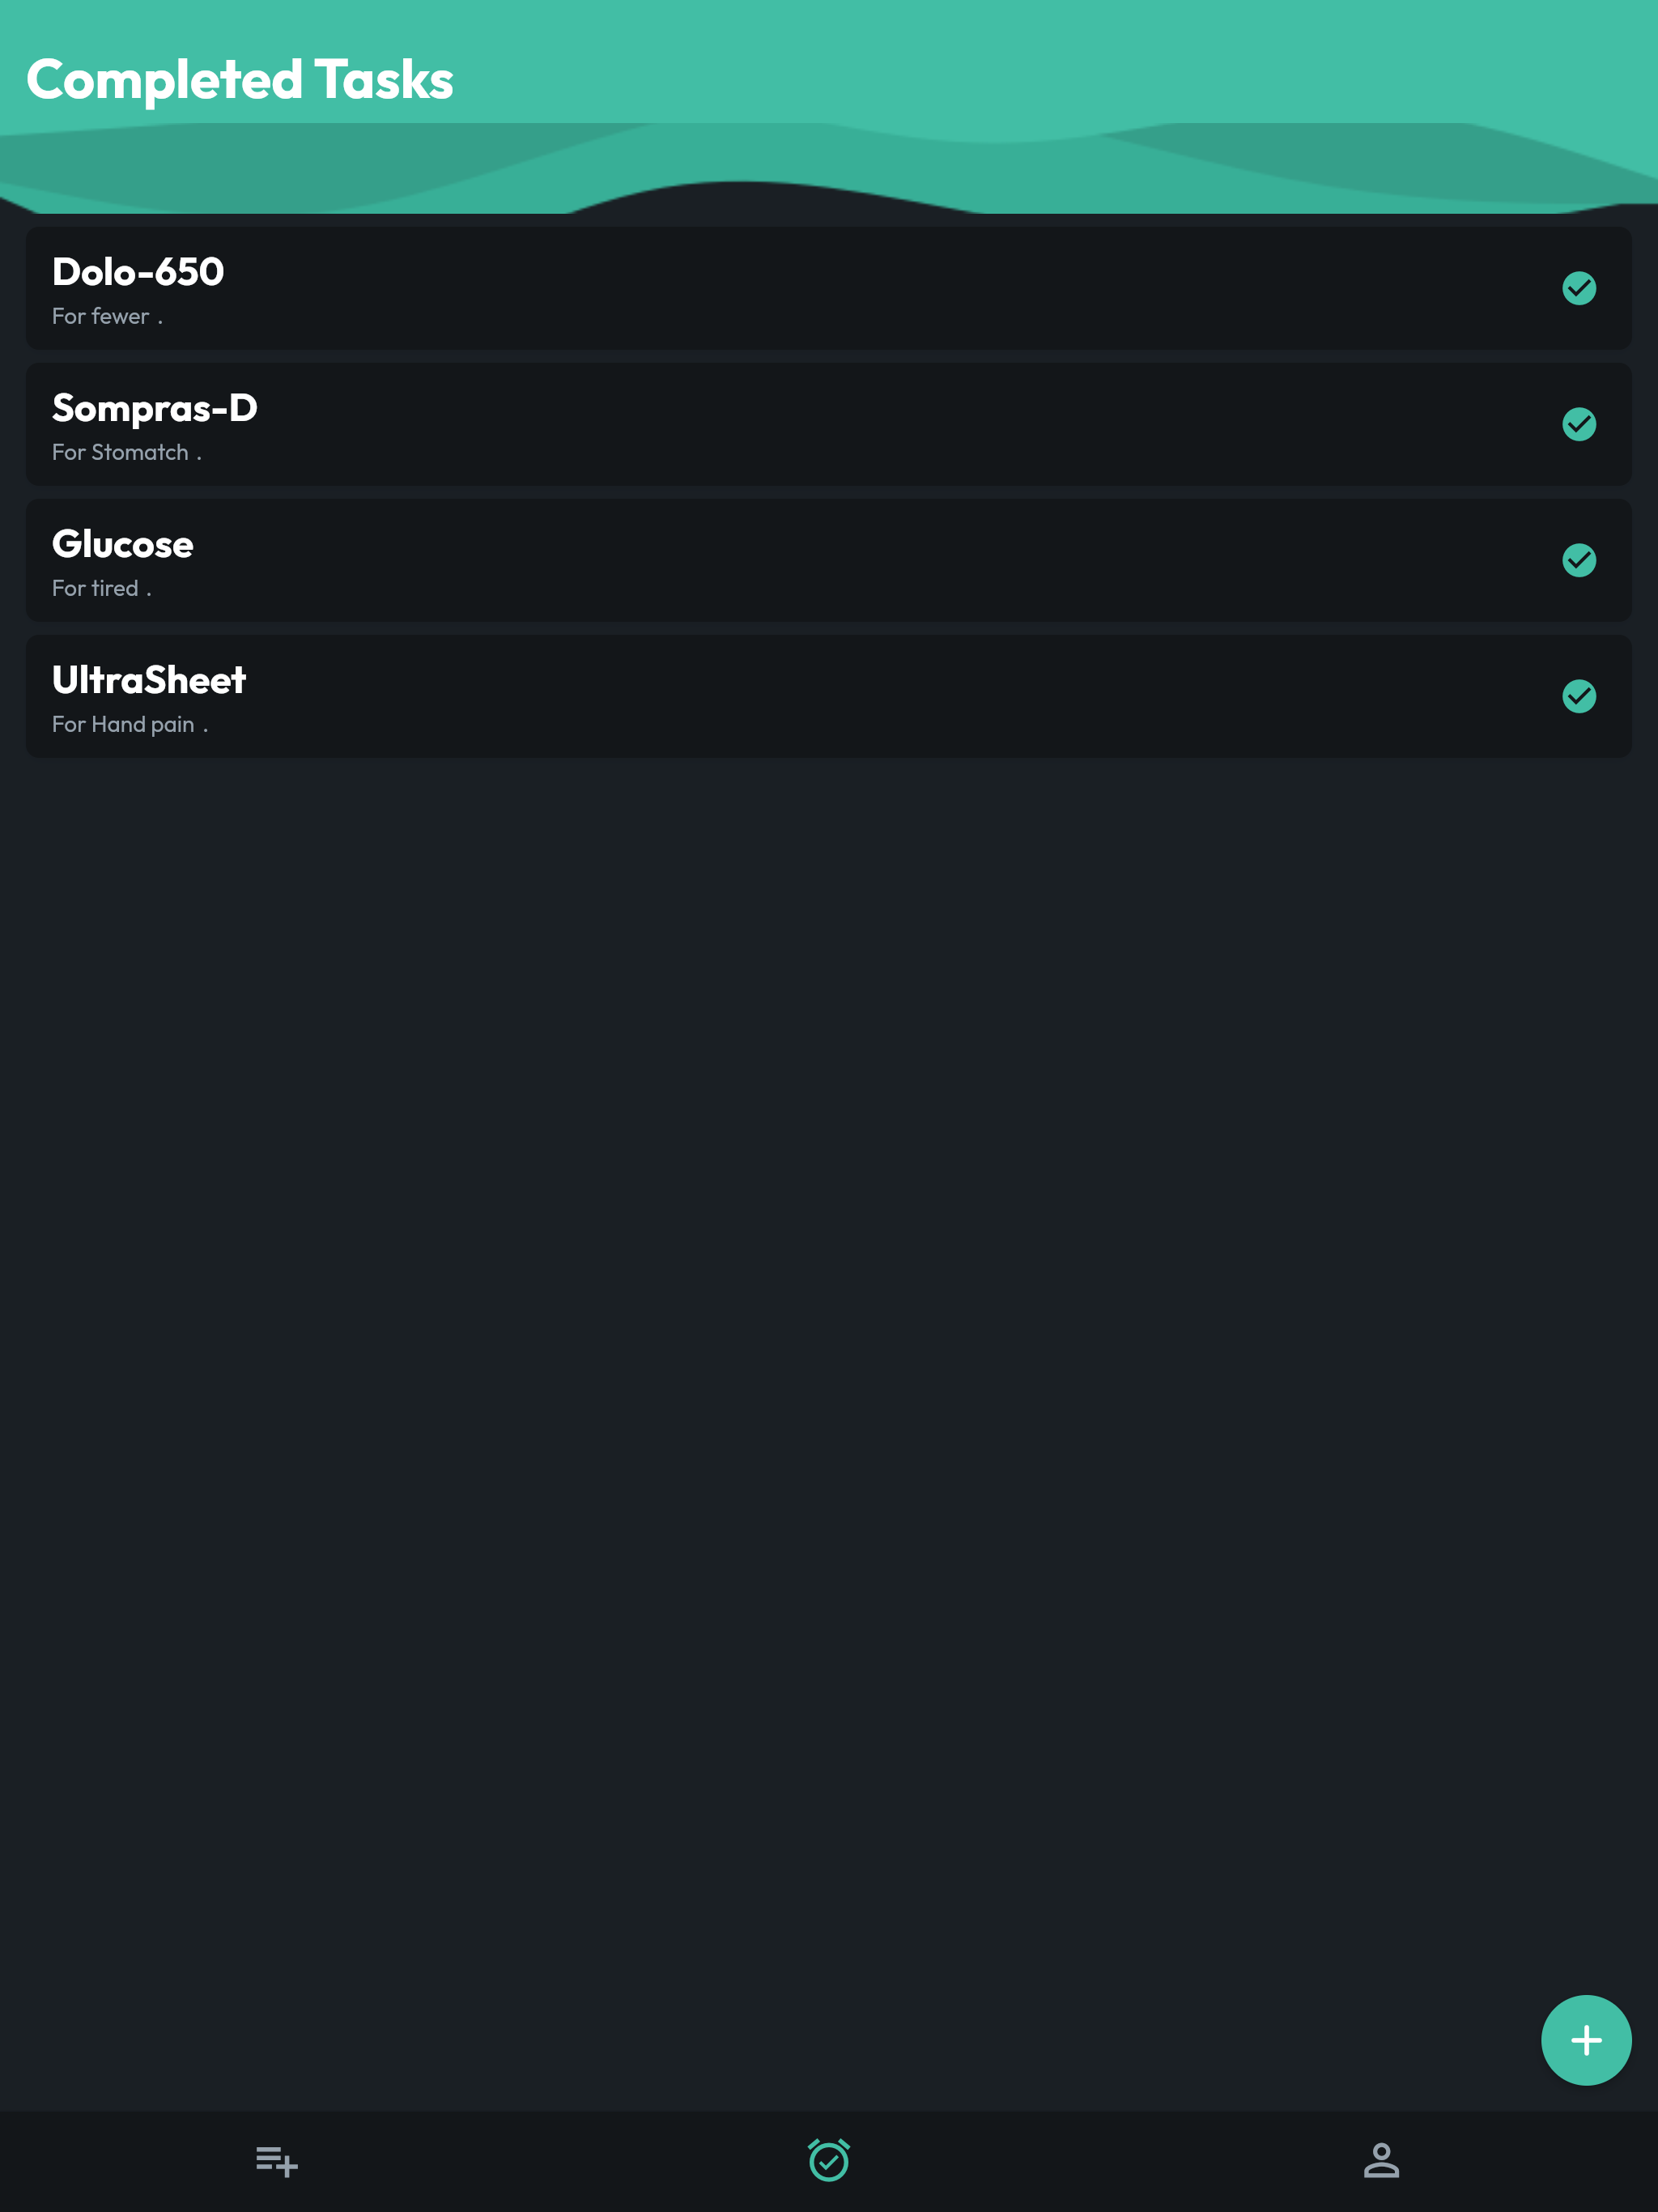 Completed Tasks
Dolo-650
For fewer .
Sompras-D
For Stomatch .
Glucose
For tired .
UltraSheet
For Hand pain .